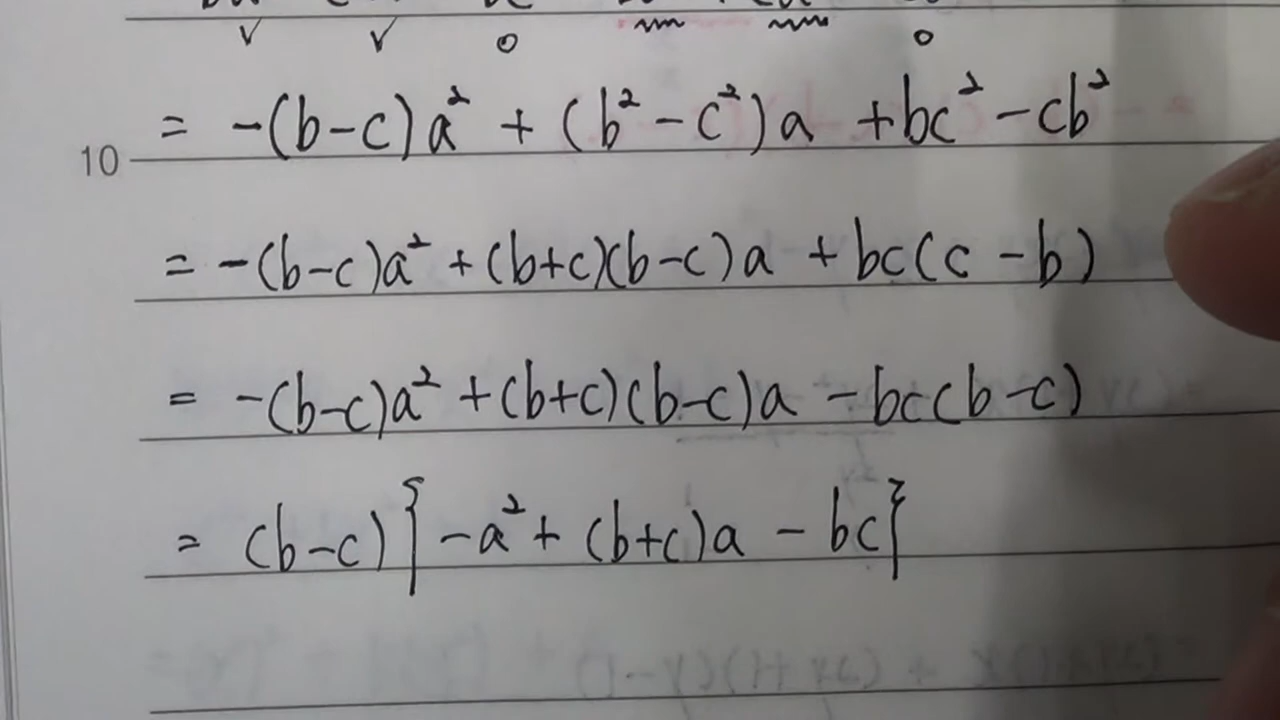 = -(b-c)a² + (b²-c²)a +bc²-cb²
10
= -(b-c)a² + (b+c)(b-c)a + bc(c-b)
= -(b-c)a² + (b+c)(b-c)a - bc(b-c)
= (b-c){-a² + (b+c)a - bc}